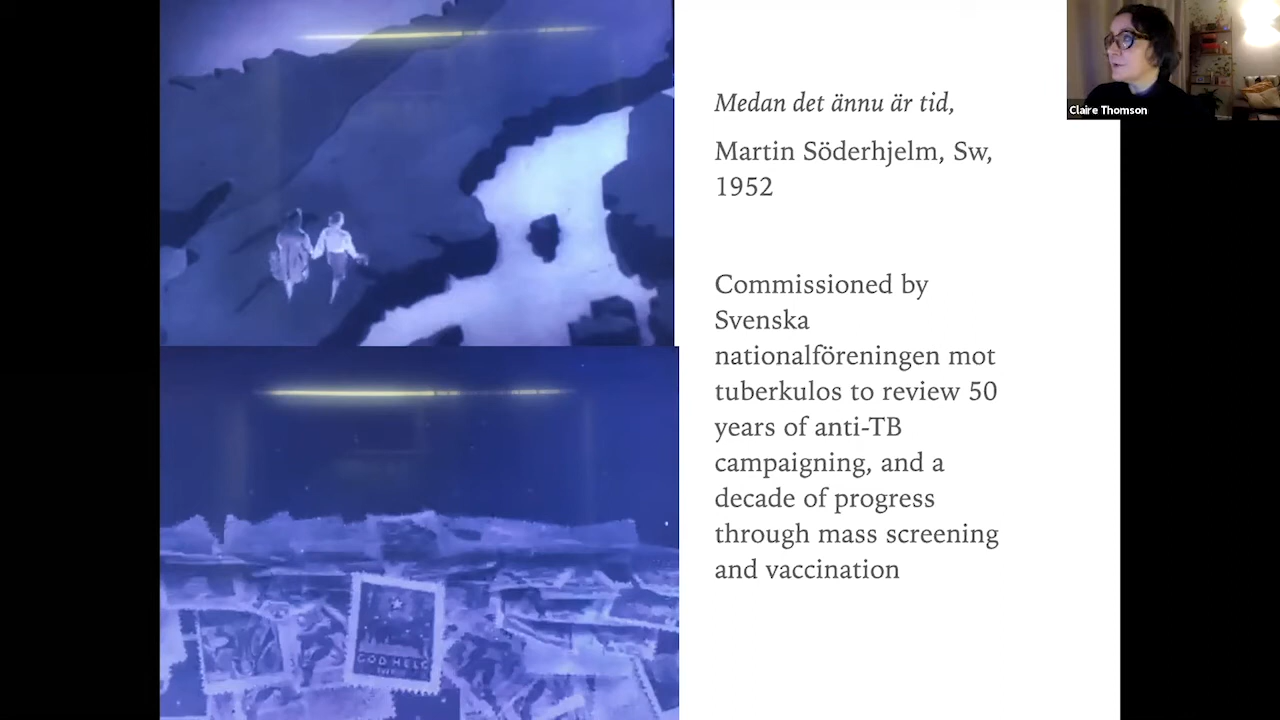 Medan det ännu är tid,
Martin Söderhjelm, Sw,
1952
Commissioned by
Svenska
nationalföreningen mot
tuberkulos to review 50
years of anti-TB
campaigning, and a
decade of progress
through mass screening
and vaccination
Claire Thomson
GOD HELG